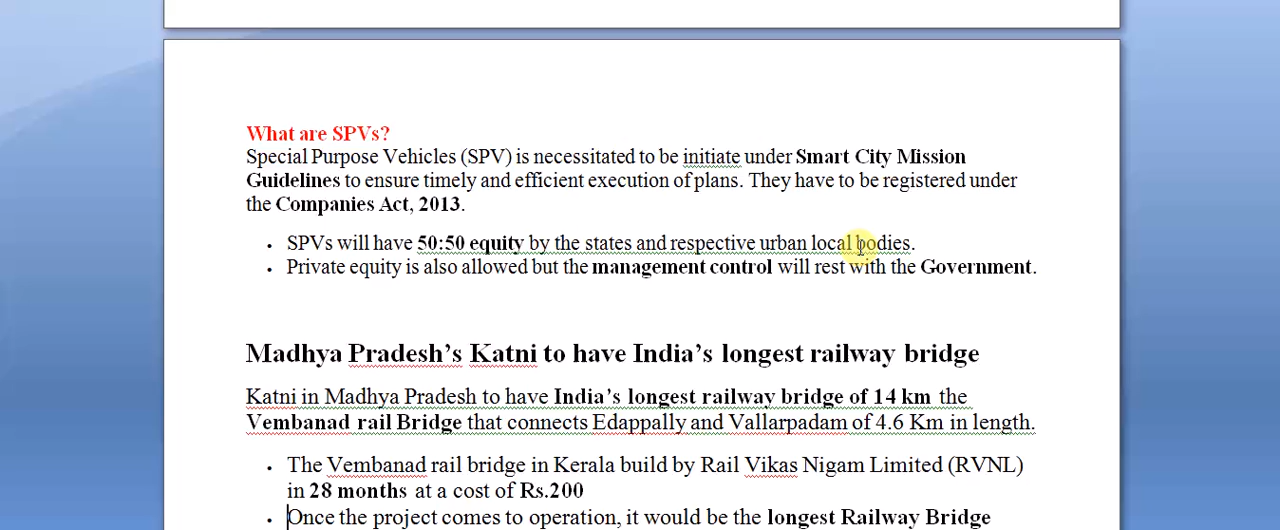 What are SPVs?
Special Purpose Vehicles (SPV) is necessitated to be initiate under Smart City Mission
Guidelines to ensure timely and efficient execution of plans. They have to be registered under
the Companies Act, 2013.
• SPVs will have 50:50 equity by the states and respective urban local bodies.
• Private equity is also allowed but the management control will rest with the Government.
Madhya Pradesh’s Katni to have India’s longest railway bridge
Katni in Madhya Pradesh to have India’s longest railway bridge of 14 km the
Vembanad rail Bridge that connects Edappally and Vallarpadam of 4.6 Km in length.
• The Vembanad rail bridge in Kerala build by Rail Vikas Nigam Limited (RVNL)
in 28 months at a cost of Rs.200
• Once the project comes to operation, it would be the longest Railway Bridge